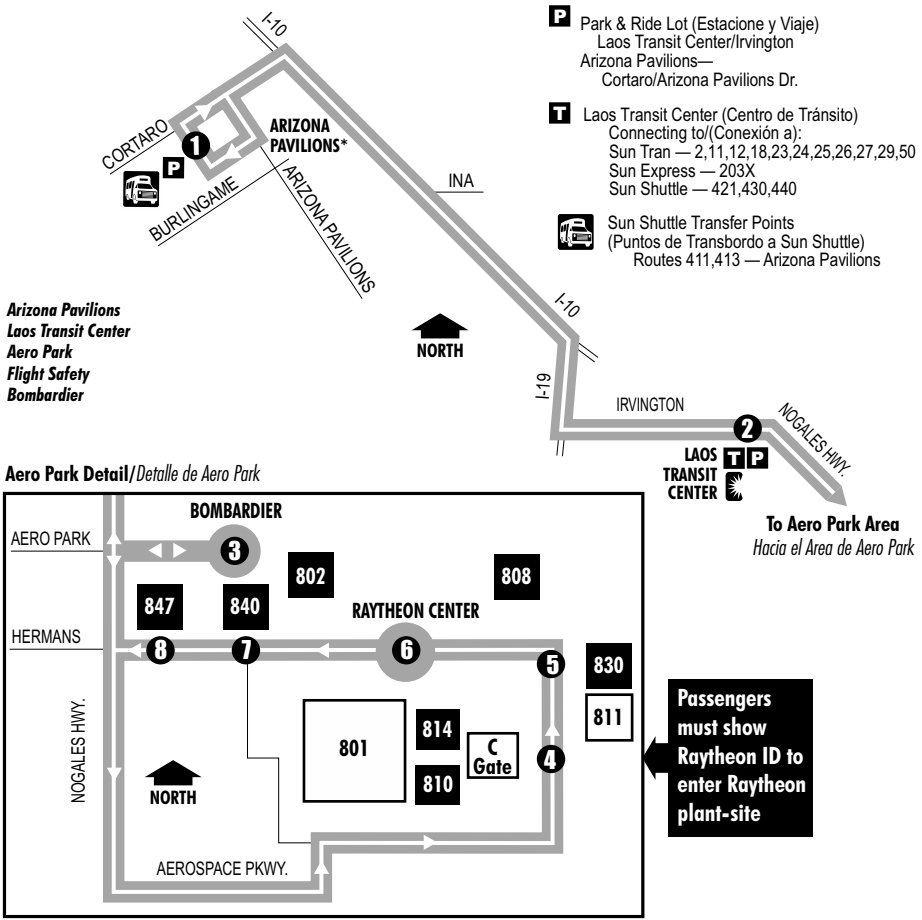 I-10
CORTARO
1
P
BURLINGAME
ARIZONA
PAVILIONS*
ARIZONA PAVILIONS
INA
P Park & Ride Lot (Estacione y Viaje)
Laos Transit Center/Irvington
Arizona Pavilions—
Cortaro/Arizona Pavilions Dr.
T Laos Transit Center (Centro de Tránsito)
Connecting to/(Conexión a):
Sun Tran — 2,11,12,18,23,24,25,26,27,29,50
Sun Express — 203X
Sun Shuttle — 421,430,440
Sun Shuttle Transfer Points
(Puntos de Transbordo a Sun Shuttle)
Routes 411,413 — Arizona Pavilions
Arizona Pavilions
Laos Transit Center
Aero Park
Flight Safety
Bombardier
NORTH
I-10
I-19
IRVINGTON
2
NOGALES HWY.
LAOS
TRANSIT
CENTER
T P
To Aero Park Area
Hacia el Area de Aero Park
Aero Park Detail/Detalle de Aero Park
BOMBARDIER
AERO PARK
3
802
808
847
840
RAYTHEON CENTER
HERMANS
8
7
6
5
830
811
NOGALES HWY.
801
814
C
Gate
810
4
NORTH
AEROSPACE PKWY.
Passengers
must show
Raytheon ID to
enter Raytheon
plant-site